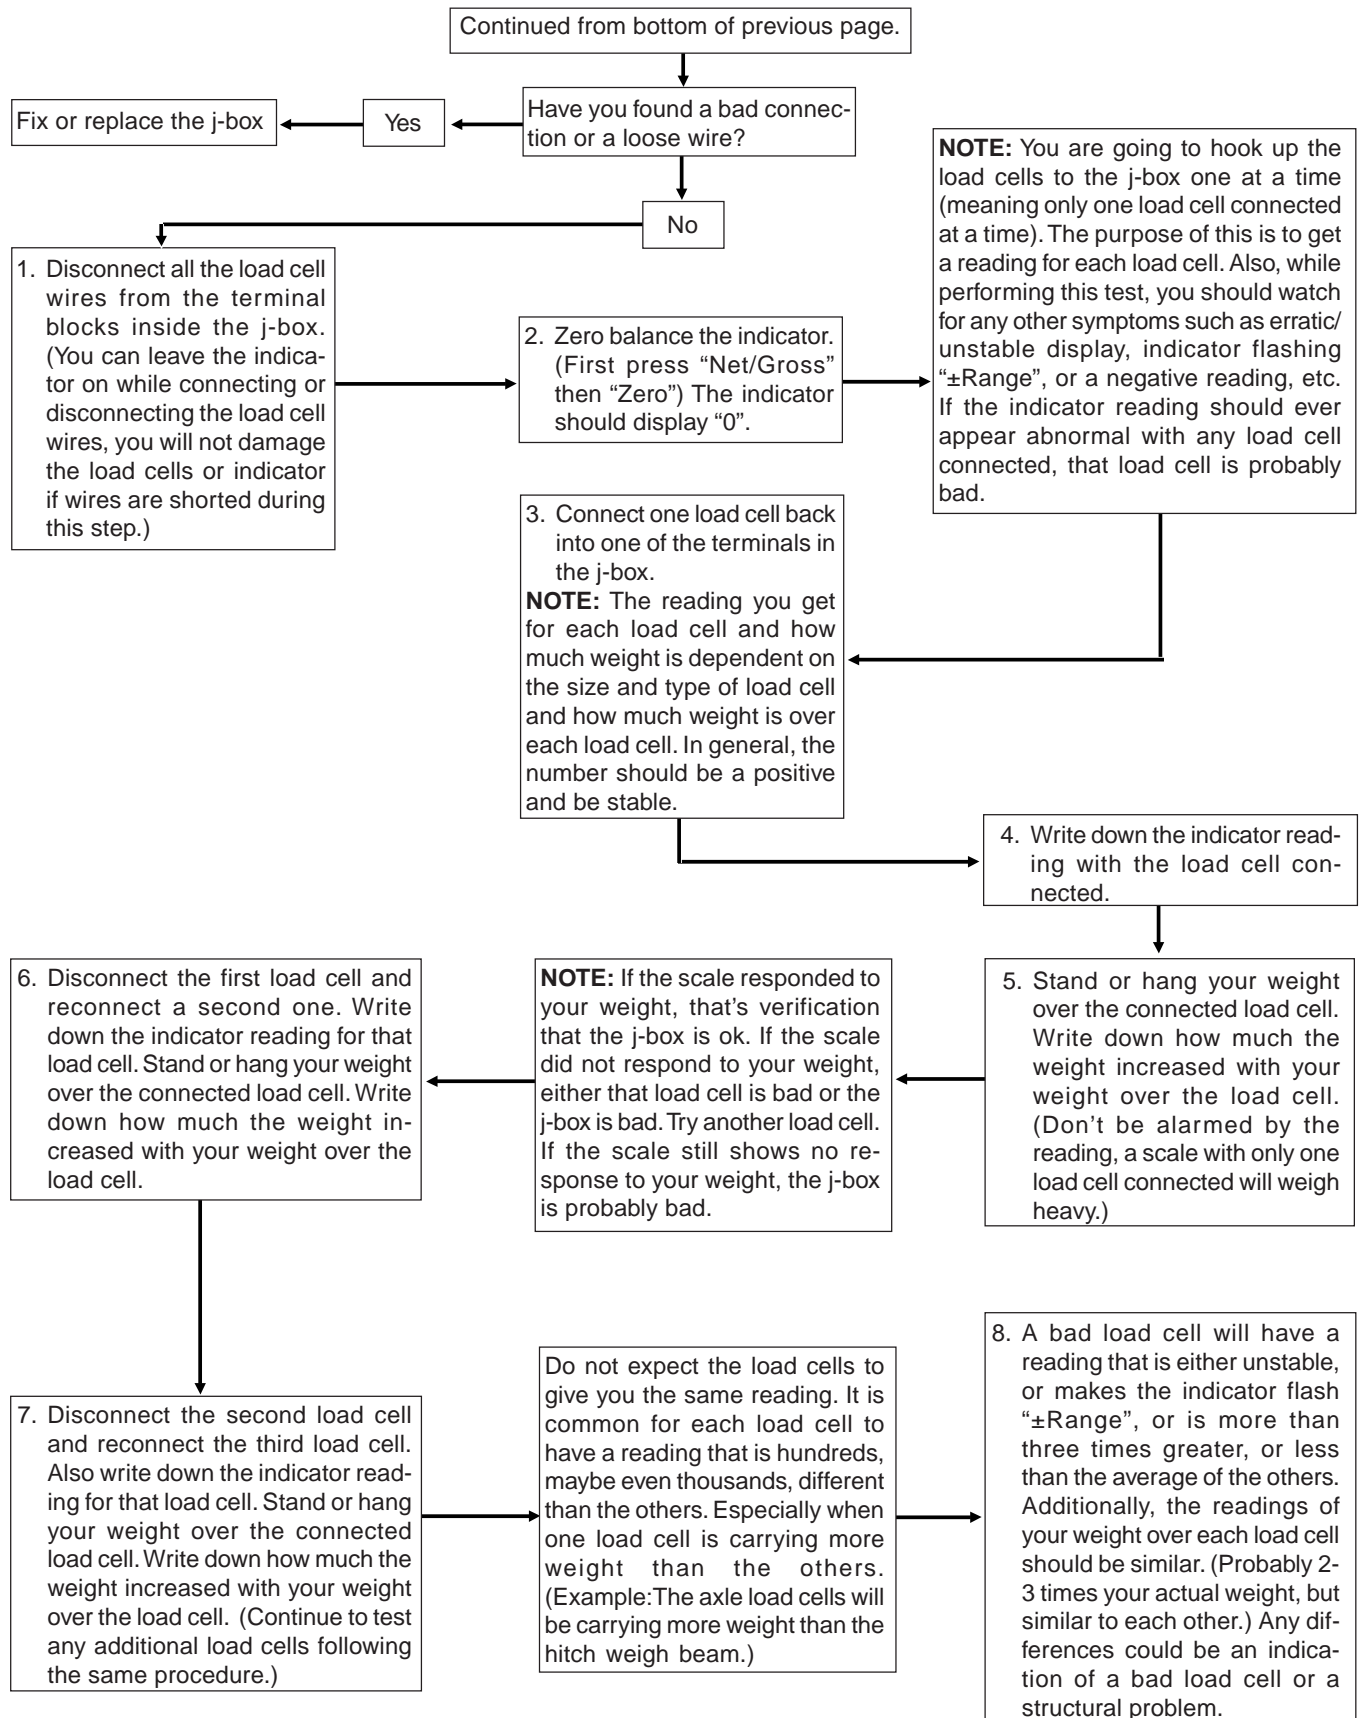 Continued from bottom of previous page.
Have you found a bad connec-
tion or a loose wire?
Yes
Fix or replace the j-box
No
1. Disconnect all the load cell
wires from the terminal
blocks inside the j-box.
(You can leave the indica-
tor on while connecting or
disconnecting the load cell
wires, you will not damage
the load cells or indicator
if wires are shorted during
this step.)
2. Zero balance the indicator.
(First press “Net/Gross”
then “Zero”) The indicator
should display “0”.
NOTE: You are going to hook up the
load cells to the j-box one at a time
(meaning only one load cell connected
at a time). The purpose of this is to get
a reading for each load cell. Also, while
performing this test, you should watch
for any other symptoms such as erratic/
unstable display, indicator flashing
“±Range”, or a negative reading, etc.
If the indicator reading should ever
appear abnormal with any load cell
connected, that load cell is probably
bad.
3. Connect one load cell back
into one of the terminals in
the j-box.
NOTE: The reading you get
for each load cell and how
much weight is dependent on
the size and type of load cell
and how much weight is over
each load cell. In general, the
number should be a positive
and be stable.
4. Write down the indicator read-
ing with the load cell con-
nected.
5. Stand or hang your weight
over the connected load cell.
Write down how much the
weight increased with your
weight over the load cell.
(Don’t be alarmed by the
reading, a scale with only one
load cell connected will weigh
heavy.)
NOTE: If the scale responded to
your weight, that’s verification
that the j-box is ok. If the scale
did not respond to your weight,
either that load cell is bad or the
j-box is bad. Try another load cell.
If the scale still shows no re-
sponse to your weight, the j-box
is probably bad.
6. Disconnect the first load cell and
reconnect a second one. Write
down the indicator reading for that
load cell. Stand or hang your weight
over the connected load cell. Write
down how much the weight in-
creased with your weight over the
load cell.
7. Disconnect the second load cell
and reconnect the third load cell.
Also write down the indicator read-
ing for that load cell. Stand or hang
your weight over the connected
load cell. Write down how much the
weight increased with your weight
over the load cell. (Continue to test
any additional load cells following
the same procedure.)
Do not expect the load cells to
give you the same reading. It is
common for each load cell to
have a reading that is hundreds,
maybe even thousands, different
than the others. Especially when
one load cell is carrying more
weight than the others.
(Example:The axle load cells will
be carrying more weight than the
hitch weigh beam.)
8. A bad load cell will have a
reading that is either unstable,
or makes the indicator flash
“±Range”, or is more than
three times greater, or less
than the average of the others.
Additionally, the readings of
your weight over each load cell
should be similar. (Probably 2-
3 times your actual weight, but
similar to each other.) Any dif-
ferences could be an indica-
tion of a bad load cell or a
structural problem.